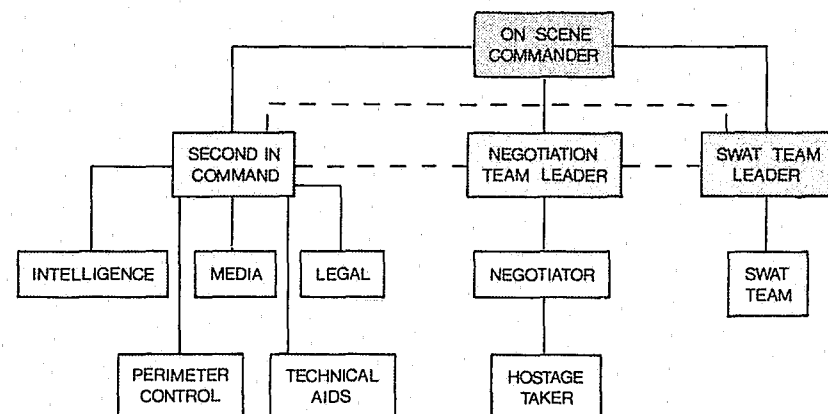 ON SCENE
COMMANDER
SECOND IN
COMMAND
NEGOTIATION
TEAM LEADER
SWAT TEAM
LEADER
INTELLIGENCE
MEDIA
LEGAL
NEGOTIATOR
SWAT
TEAM
PERIMETER
CONTROL
TECHNICAL
AIDS
HOSTAGE
TAKER